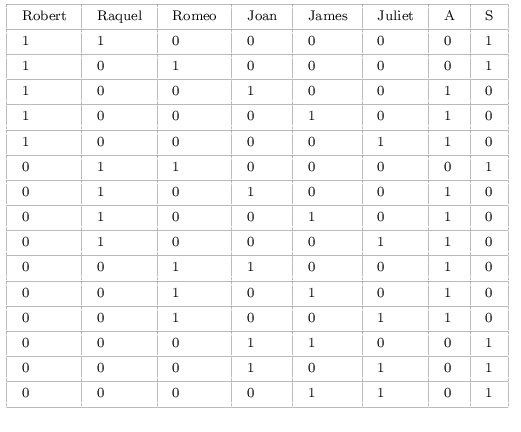 Robert Raquel Romeo Joan James Juliet A S
1 1 0 0 0 0 0 1
1 0 1 0 0 0 0 1
1 0 0 1 0 0 1 0
1 0 0 0 1 0 1 0
1 0 0 0 0 1 1 0
0 1 1 0 0 0 0 1
0 1 0 1 0 0 1 0
0 1 0 0 1 0 1 0
0 1 0 0 0 1 1 0
0 0 1 1 0 0 1 0
0 0 1 0 1 0 1 0
0 0 1 0 0 1 1 0
0 0 0 1 1 0 0 1
0 0 0 1 0 1 0 1
0 0 0 0 1 1 0 1